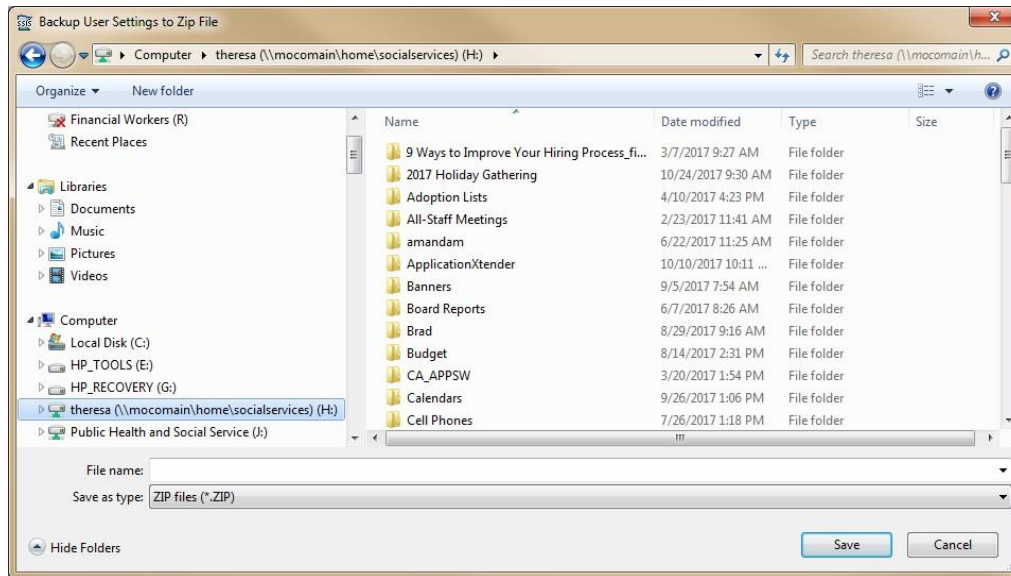 SSIS Backup User Settings to Zip File
Computer theresa (\\mocomain\home\socialservices) (H:) Search theresa (\\mocomain\h...
Organize New folder
Financial Workers (R)
Recent Places
Libraries
Documents
Music
Pictures
Videos
Computer
Local Disk (C:)
HP_TOOLS (E:)
HP_RECOVERY (G:)
theresa (\\mocomain\home\socialservices) (H:)
Public Health and Social Service (J:)
Name Date modified Type Size
9 Ways to Improve Your Hiring Process_fi... 3/7/2017 9:27 AM File folder
2017 Holiday Gathering 10/24/2017 9:30 AM File folder
Adoption Lists 4/10/2017 4:23 PM File folder
All-Staff Meetings 2/23/2017 11:41 AM File folder
amandam 6/22/2017 11:25 AM File folder
ApplicationXtender 10/10/2017 10:11 ... File folder
Banners 9/5/2017 7:54 AM File folder
Board Reports 6/7/2017 8:26 AM File folder
Brad 8/29/2017 9:16 AM File folder
Budget 8/14/2017 2:31 PM File folder
CA_APPSW 3/20/2017 1:54 PM File folder
Calendars 9/26/2017 1:06 PM File folder
Cell Phones 7/26/2017 1:18 PM File folder
File name:
Save as type: ZIP files (*.ZIP)
Hide Folders Save Cancel